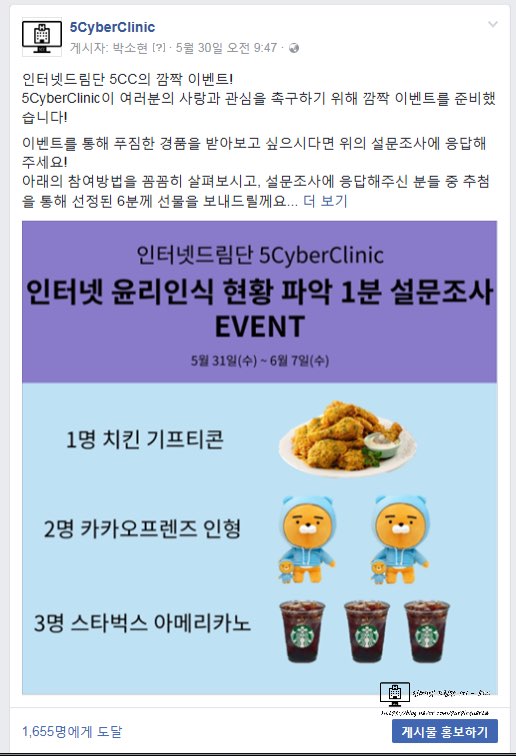 5CyberClinic
게시자: 박소현 [?] · 5월 30일 오전 9:47 ·
인터넷드림단 5CC의 깜짝 이벤트!
5CyberClinic이 여러분의 사랑과 관심을 촉구하기 위해 깜짝 이벤트를 준비했
습니다!
이벤트를 통해 푸짐한 경품을 받아보고 싶으시다면 위의 설문조사에 응답해
주세요!
아래의 참여방법을 꼼꼼히 살펴보시고, 설문조사에 응답해주신 분들 중 추첨
을 통해 선정된 6분께 선물을 보내드릴께요... 더 보기
인터넷드림단 5CyberClinic
인터넷 윤리인식 현황 파악 1분 설문조사
EVENT
5월 31일(수) ~ 6월 7일(수)
1명 치킨 기프티콘
2명 카카오프렌즈 인형
3명 스타벅스 아메리카노
1,655명에게 도달
게시물 홍보하기